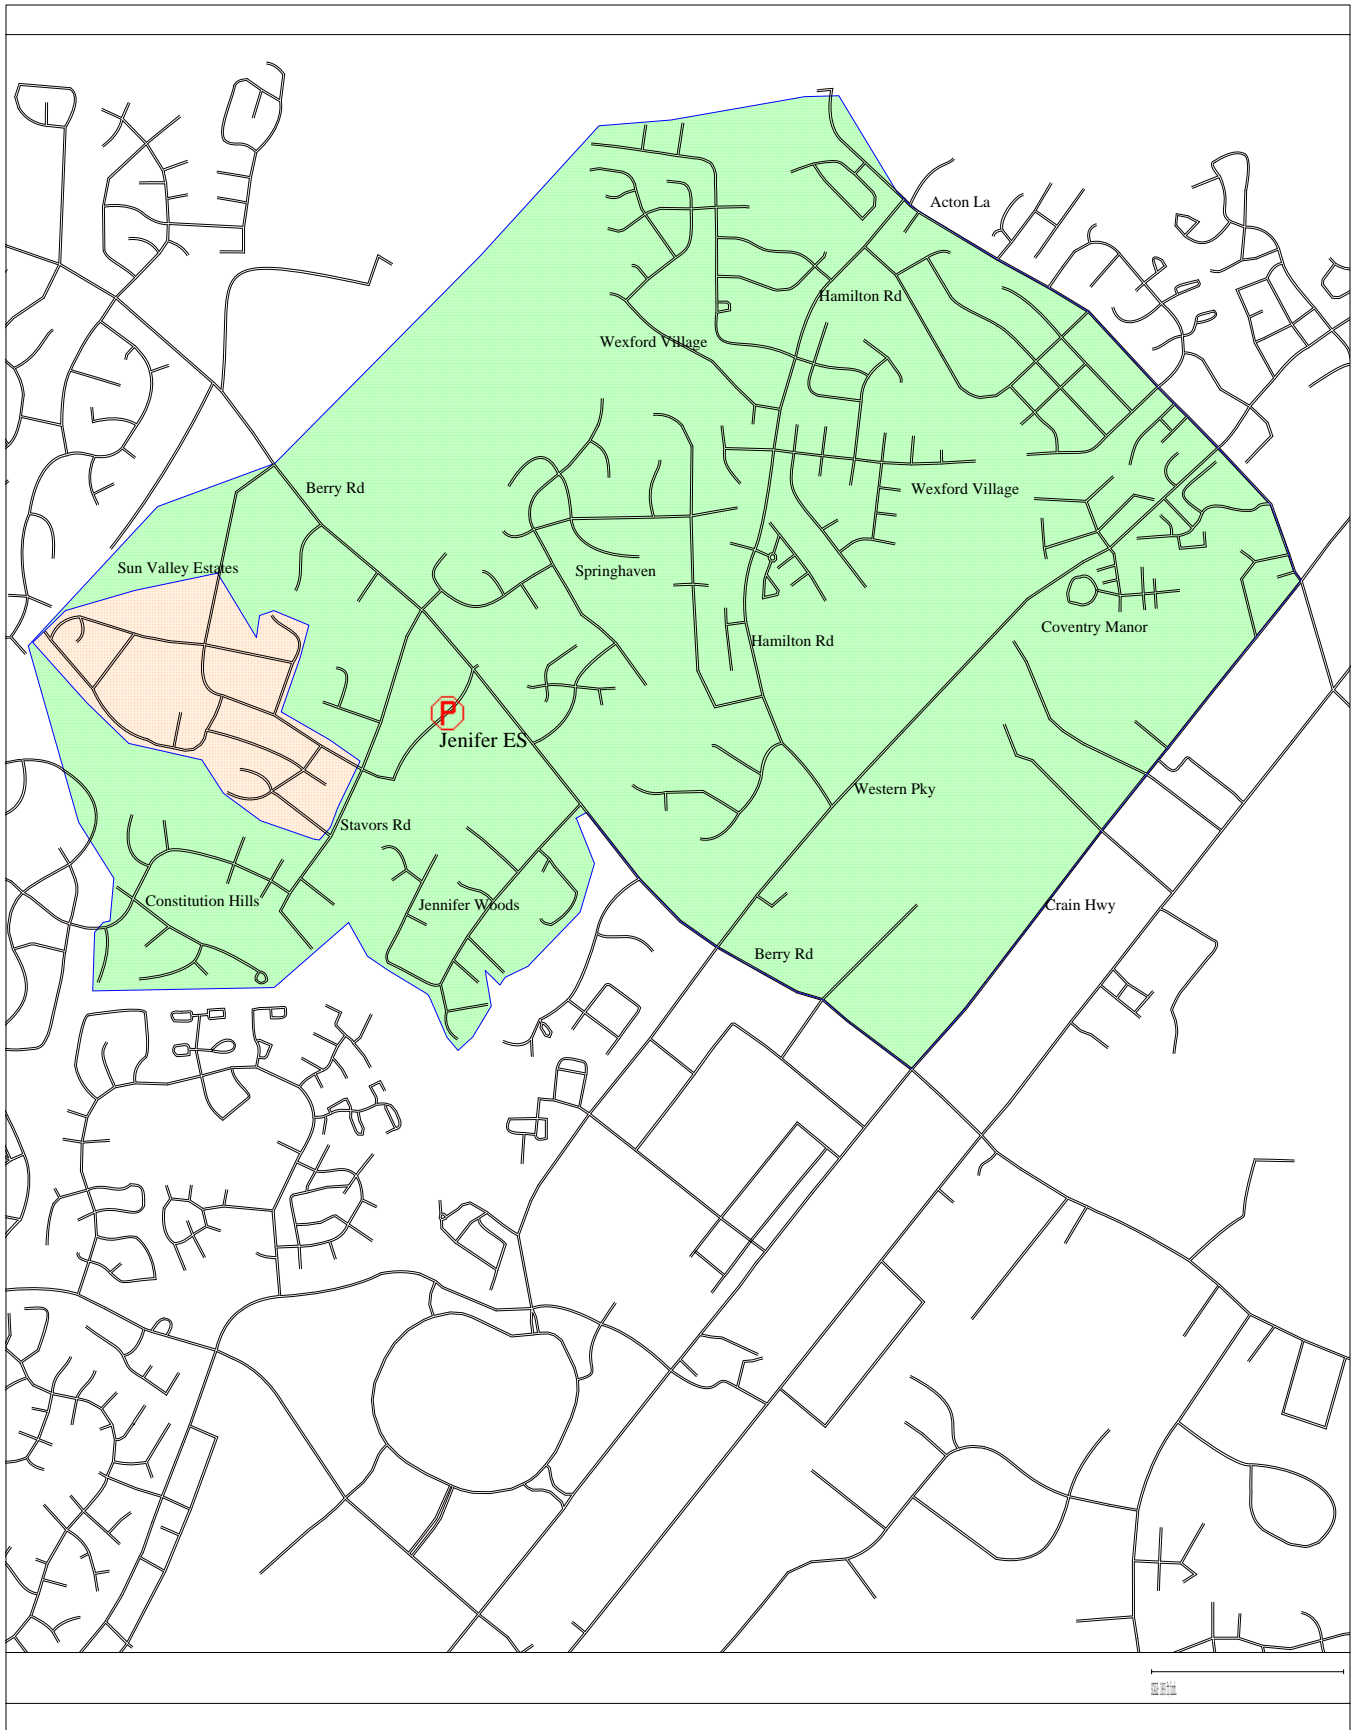 Acton La
Hamilton Rd
Wexford Village
Berry Rd
Wexford Village
Sun Valley Estates
Springhaven
Coventry Manor
Hamilton Rd
P
Jenifer ES
Western Pky
Stavors Rd
Constitution Hills
Jennifer Woods
Crain Hwy
Berry Rd